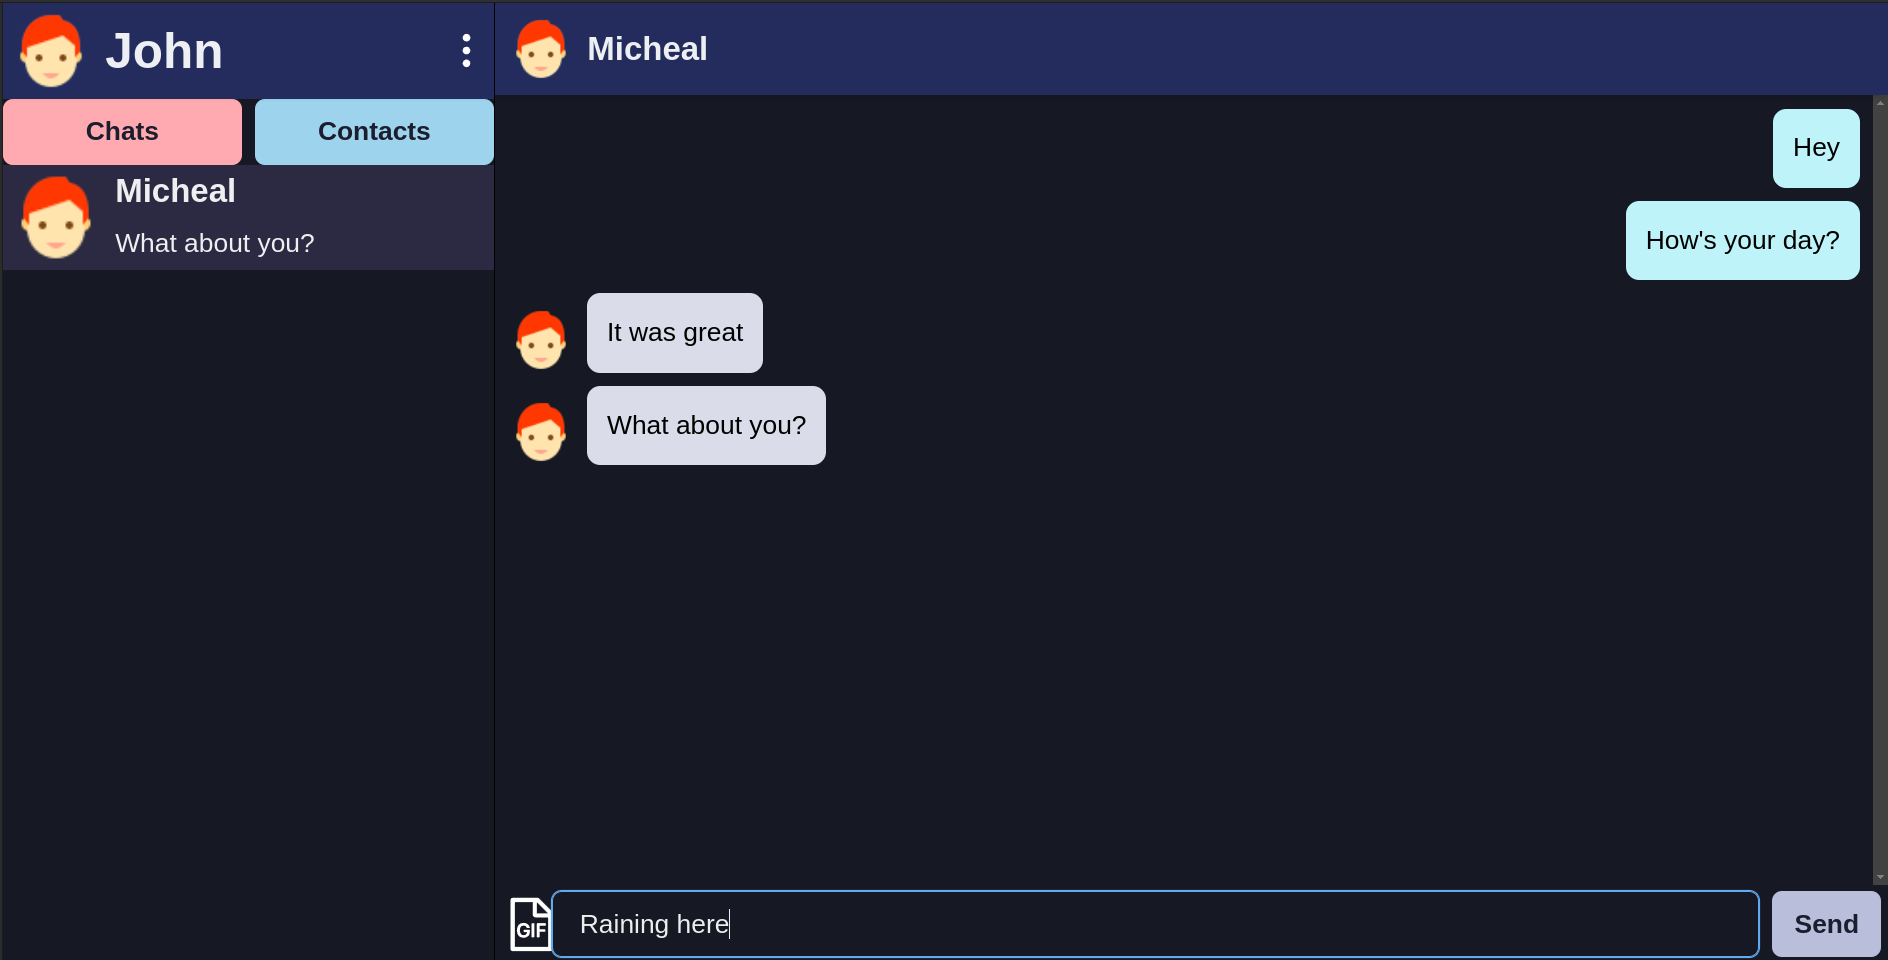 John
Chats
Contacts
Micheal
What about you?
Micheal
Hey
How's your day?
It was great
What about you?
GIF
Raining here
Send